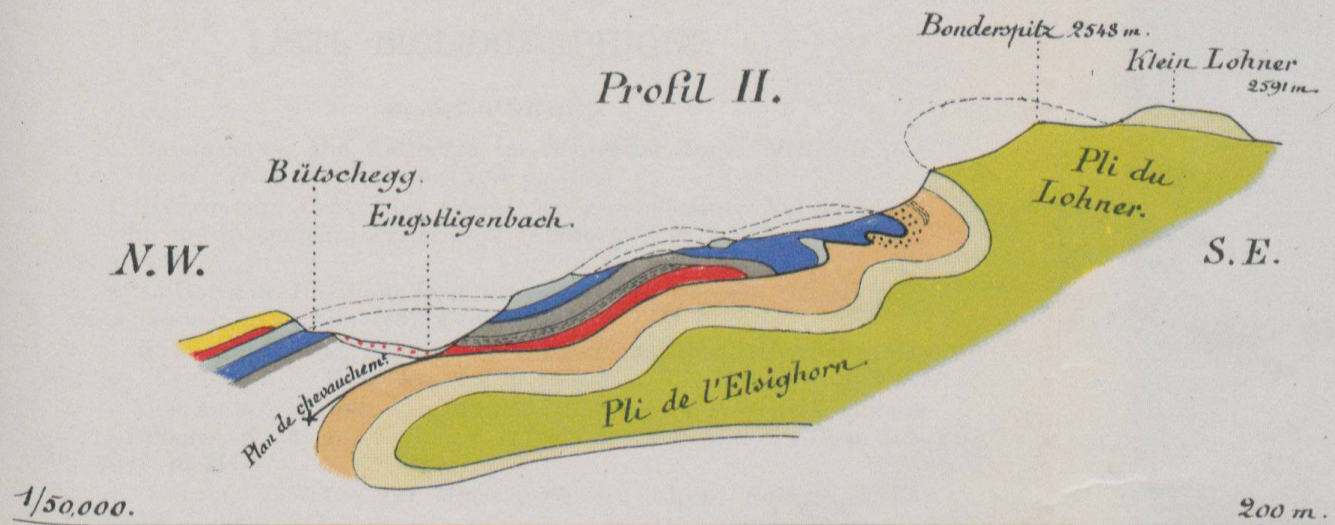 Bonderspitz 2548 m.
Klein Lohner
2591 m.
Profil II.
Bütschegg.
Engstligenbach.
N.W.
Pli du
Lohner.
S.E.
Plan de chevauchemt.
Pli de l'Elsighorn
1/50,000.
200 m.